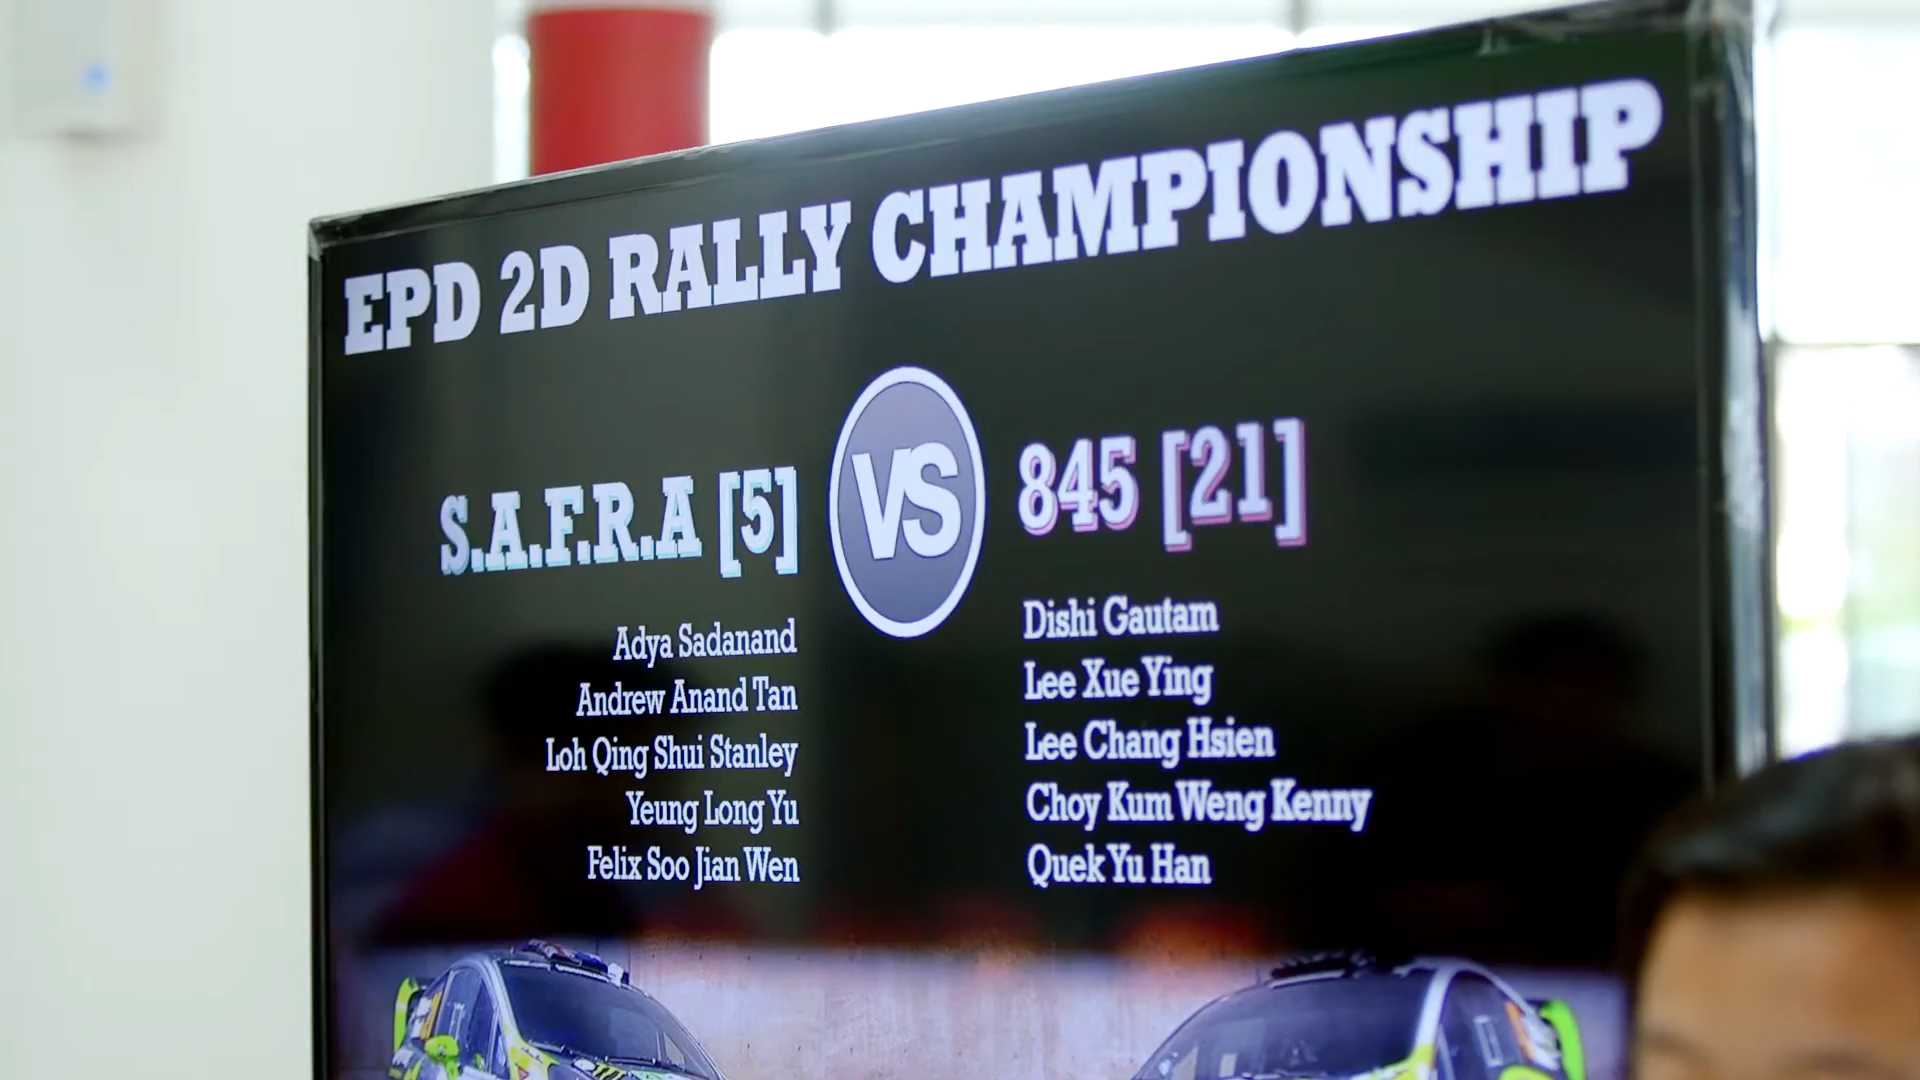 EPD 2D RALLY CHAMPIONSHIP
S.A.F.R.A [5]
VS
845 [21]
Adya Sadanand
Andrew Anand Tan
Loh Qing Shui Stanley
Yeung Long Yu
Felix Soo Jian Wen
Dishi Gautam
Lee Xue Ying
Lee Chang Hsien
Choy Kum Weng Kenny
Quek Yu Han